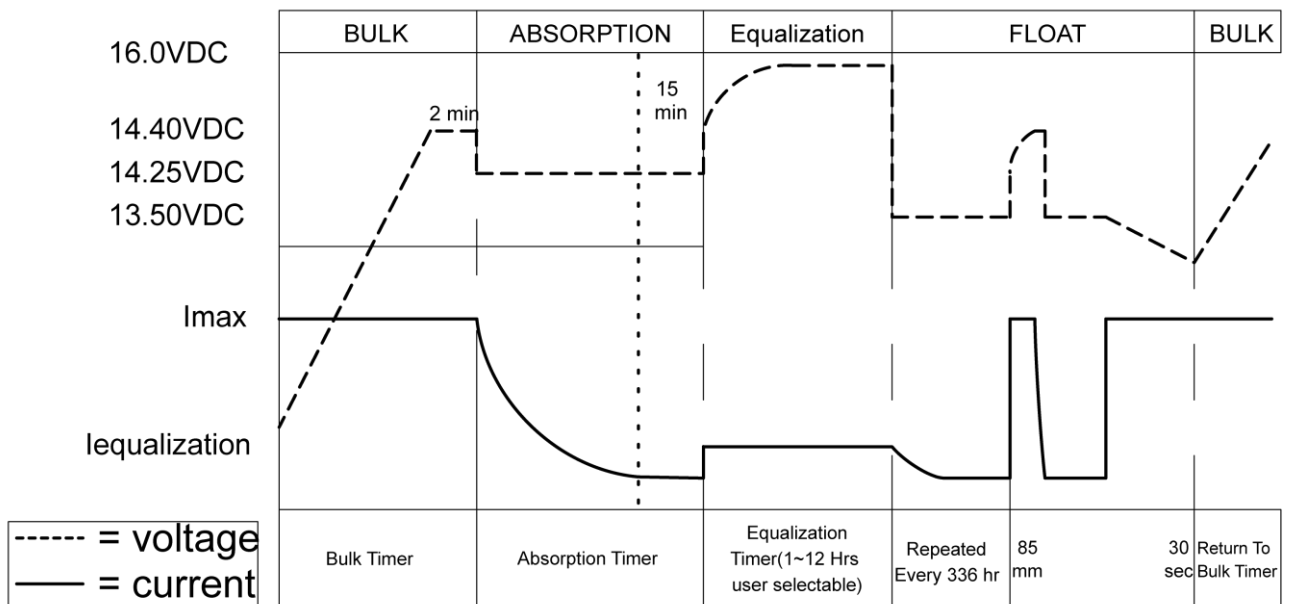 BULK
ABSORPTION
Equalization
FLOAT
BULK
16.0VDC
15
min
2 min
14.40VDC
14.25VDC
13.50VDC
Imax
Iequalization
= voltage
= current
Bulk Timer
Absorption Timer
Equalization
Timer(1~12 Hrs
user selectable)
Repeated
Every 336 hr
85
mm
30
sec
Return To
Bulk Timer